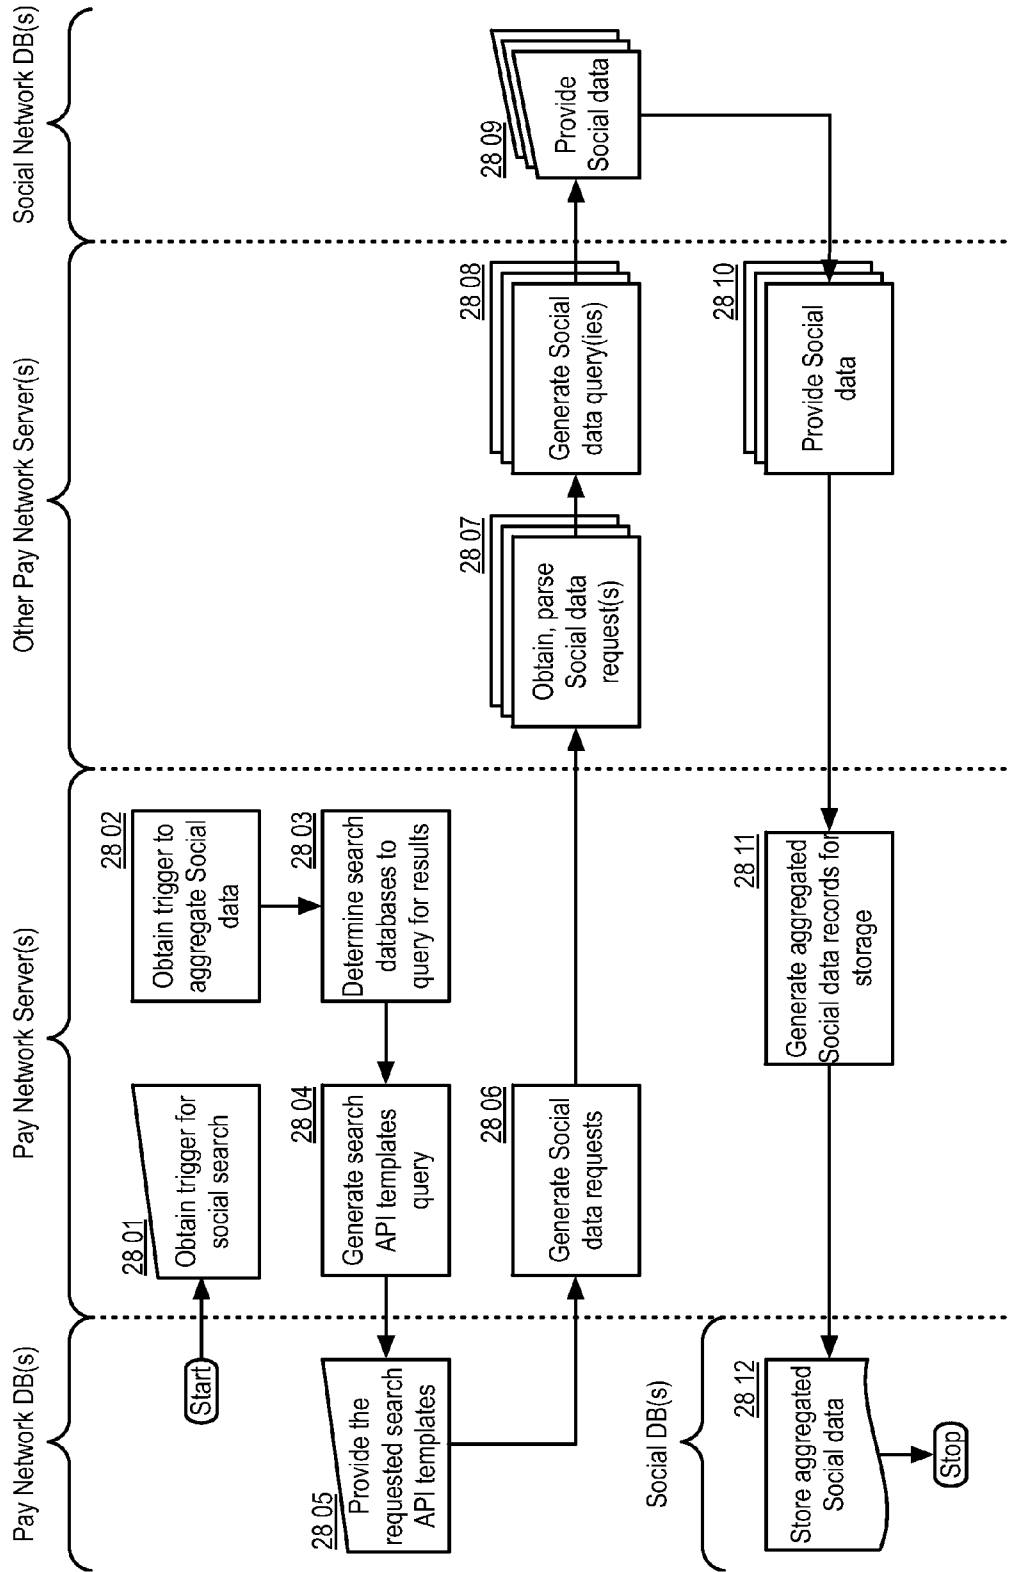 Pay Network DB(s)
Pay Network Server(s)
Other Pay Network Server(s)
Social Network DB(s)
Start
28 01
Obtain trigger for
social search
28 02
Obtain trigger to
aggregate Social
data
28 03
Determine search
databases to
query for results
28 04
Generate search
API templates
query
28 05
Provide the
requested search
API templates
28 06
Generate Social
data requests
28 07
Obtain, parse
Social data
request(s)
28 08
Generate Social
data query(ies)
28 09
Provide
Social data
28 10
Provide Social
data
28 11
Generate aggregated
Social data records for
storage
Social DB(s)
28 12
Store aggregated
Social data
Stop